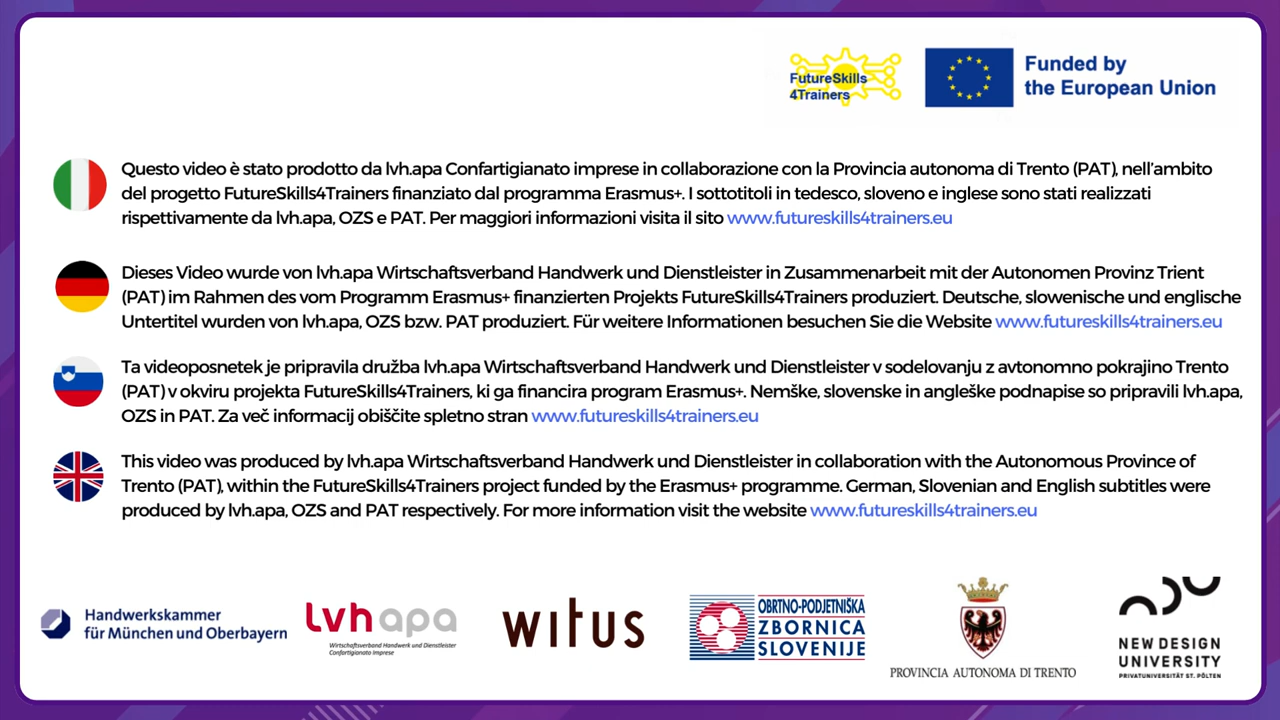 FutureSkills
4Trainers
Funded by
the European Union
Questo video è stato prodotto da lvh.apa Confartigianato imprese in collaborazione con la Provincia autonoma di Trento (PAT), nell'ambito
del progetto FutureSkills4Trainers finanziato dal programma Erasmus+. I sottotitoli in tedesco, sloveno e inglese sono stati realizzati
rispettivamente da lvh.apa, OZS e PAT. Per maggiori informazioni visita il sito www.futureskills4trainers.eu
Dieses Video wurde von lvh.apa Wirtschaftsverband Handwerk und Dienstleister in Zusammenarbeit mit der Autonomen Provinz Trient
(PAT) im Rahmen des vom Programm Erasmus+ finanzierten Projekts FutureSkills4Trainers produziert. Deutsche, slowenische und englische
Untertitel wurden von lvh.apa, OZS bzw. PAT produziert. Für weitere Informationen besuchen Sie die Website www.futureskills4trainers.eu
Ta videoposnetek je pripravila družba lvh.apa Wirtschaftsverband Handwerk und Dienstleister v sodelovanju z avtonomno pokrajino Trento
(PAT) v okviru projekta FutureSkills4Trainers, ki ga financira program Erasmus+. Nemške, slovenske in angleške podnapise so pripravili lvh.apa,
OZS in PAT. Za več informacij obiščite spletno stran www.futureskills4trainers.eu
This video was produced by lvh.apa Wirtschaftsverband Handwerk und Dienstleister in collaboration with the Autonomous Province of
Trento (PAT), within the FutureSkills4Trainers project funded by the Erasmus+ programme. German, Slovenian and English subtitles were
produced by lvh.apa, OZS and PAT respectively. For more information visit the website www.futureskills4trainers.eu
Handwerkskammer
für München und Oberbayern
lvh apa
Wirtschaftsverband Handwerk und Dienstleister
Confartigianato Imprese
witus
OBRTNO-PODJETNIŠKA
ZBORNICA
SLOVENIJE
PROVINCIA AUTONOMA DI TRENTO
NEW DESIGN
UNIVERSITY
PRIVATUNIVERSITÄT ST. PÖLTEN